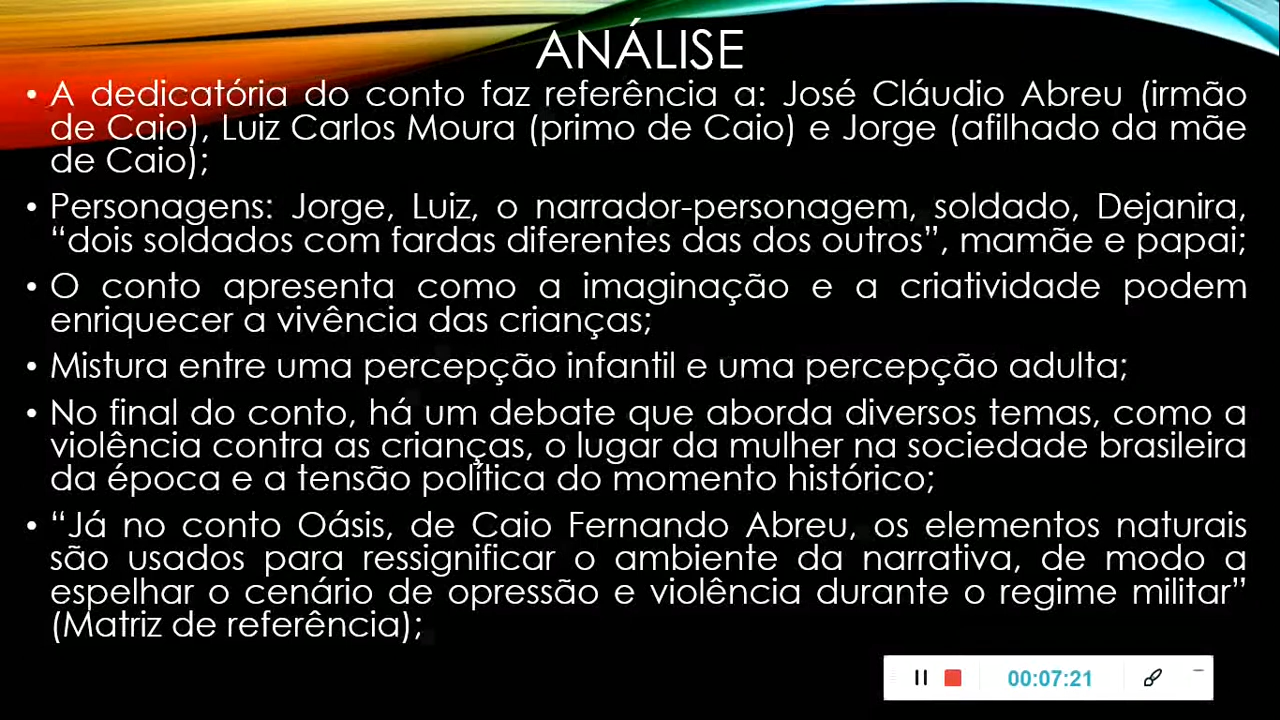 ANÁLISE
• A dedicatória do conto faz referência a: José Cláudio Abreu (irmão
de Caio), Luiz Carlos Moura (primo de Caio) e Jorge (afilhado da mãe
de Caio);
• Personagens: Jorge, Luiz, o narrador-personagem, soldado, Dejanira,
“dois soldados com fardas diferentes das dos outros”, mamãe e papai;
• O conto apresenta como a imaginação e a criatividade podem
enriquecer a vivência das crianças;
• Mistura entre uma percepção infantil e uma percepção adulta;
• No final do conto, há um debate que aborda diversos temas, como a
violência contra as crianças, o lugar da mulher na sociedade brasileira
da época e a tensão política do momento histórico;
• “Já no conto Oásis, de Caio Fernando Abreu, os elementos naturais
são usados para ressignificar o ambiente da narrativa, de modo a
espelhar o cenário de opressão e violência durante o regime militar”
(Matriz de referência);
00:07:21